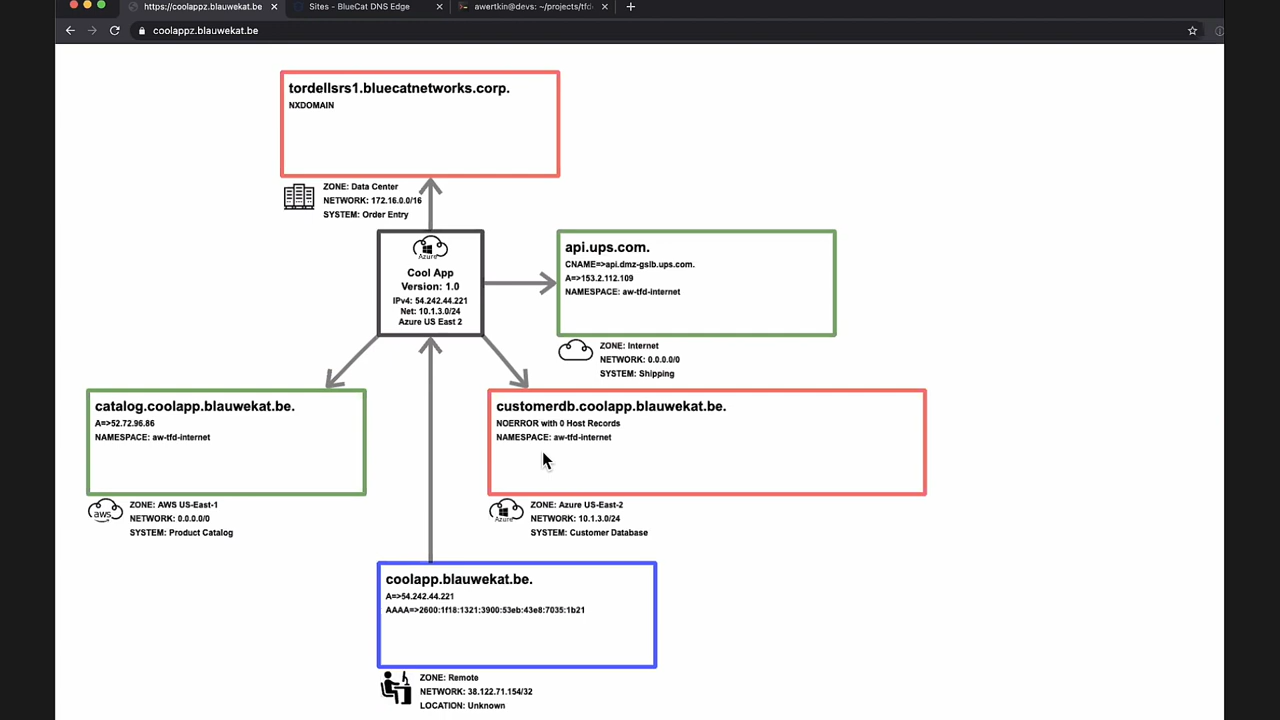 https://coolappz.blauwekat.be
Sites - BlueCat DNS Edge
awertkin@devs: ~/projects/tfd-
coolappz.blauwekat.be
tordellsrs1.bluecatnetworks.corp.
NXDOMAIN
ZONE: Data Center
NETWORK: 172.16.0.0/16
SYSTEM: Order Entry
Azure
Cool App
Version: 1.0
IPv4: 54.242.44.221
Net: 10.1.3.0/24
Azure US East 2
api.ups.com.
CNAME=>api.dmz-gslb.ups.com.
A=>153.2.112.109
NAMESPACE: aw-tfd-internet
ZONE: Internet
NETWORK: 0.0.0.0/0
SYSTEM: Shipping
catalog.coolapp.blauwekat.be.
A=>52.72.96.86
NAMESPACE: aw-tfd-internet
aws
ZONE: AWS US-East-1
NETWORK: 0.0.0.0/0
SYSTEM: Product Catalog
customerdb.coolapp.blauwekat.be.
NOERROR with 0 Host Records
NAMESPACE: aw-tfd-internet
Azure
ZONE: Azure US-East-2
NETWORK: 10.1.3.0/24
SYSTEM: Customer Database
coolapp.blauwekat.be.
A=>54.242.44.221
AAAA=>2600:1f18:1321:3900:53eb:43e8:7035:1b21
ZONE: Remote
NETWORK: 38.122.71.154/32
LOCATION: Unknown